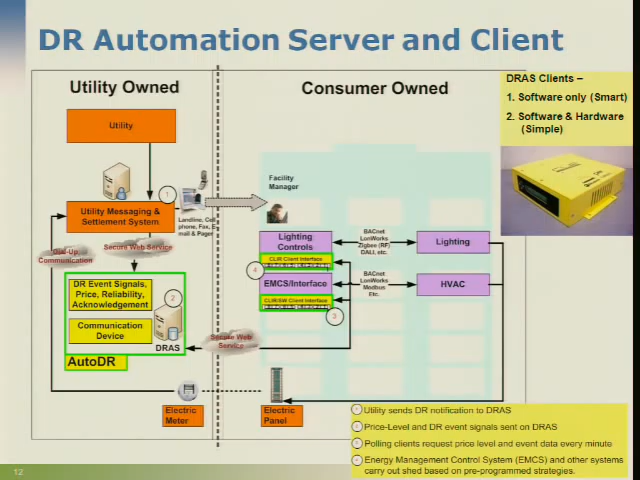 DR Automation Server and Client
Utility Owned
Consumer Owned
DRAS Clients –
1. Software only (Smart)
2. Software & Hardware
(Simple)
Utility
Facility
Manager
1
Utility Messaging &
Settlement System
Landline, Cell
phone, Fax, E
mail & Pager
Dial-Up,
Communication
Secure Web Service
Lighting
Controls
BACnet
LonWorks
Zigbee (RF)
DALI, etc.
Lighting
CLIR Client Interface
4
EMCS/Interface
BACnet
LonWorks
Modbus
Etc.
HVAC
CLIR/SW Client Interface
3
DR Event Signals,
Price, Reliability,
Acknowledgement
2
Communication
Device
DRAS
AutoDR
Secure Web
Service
Electric
Meter
Electric
Panel
Utility sends DR notification to DRAS
Price-Level and DR event signals sent on DRAS
Polling clients request price level and event data every minute
Energy Management Control System (EMCS) and other systems
carry out shed based on pre-programmed strategies.
12